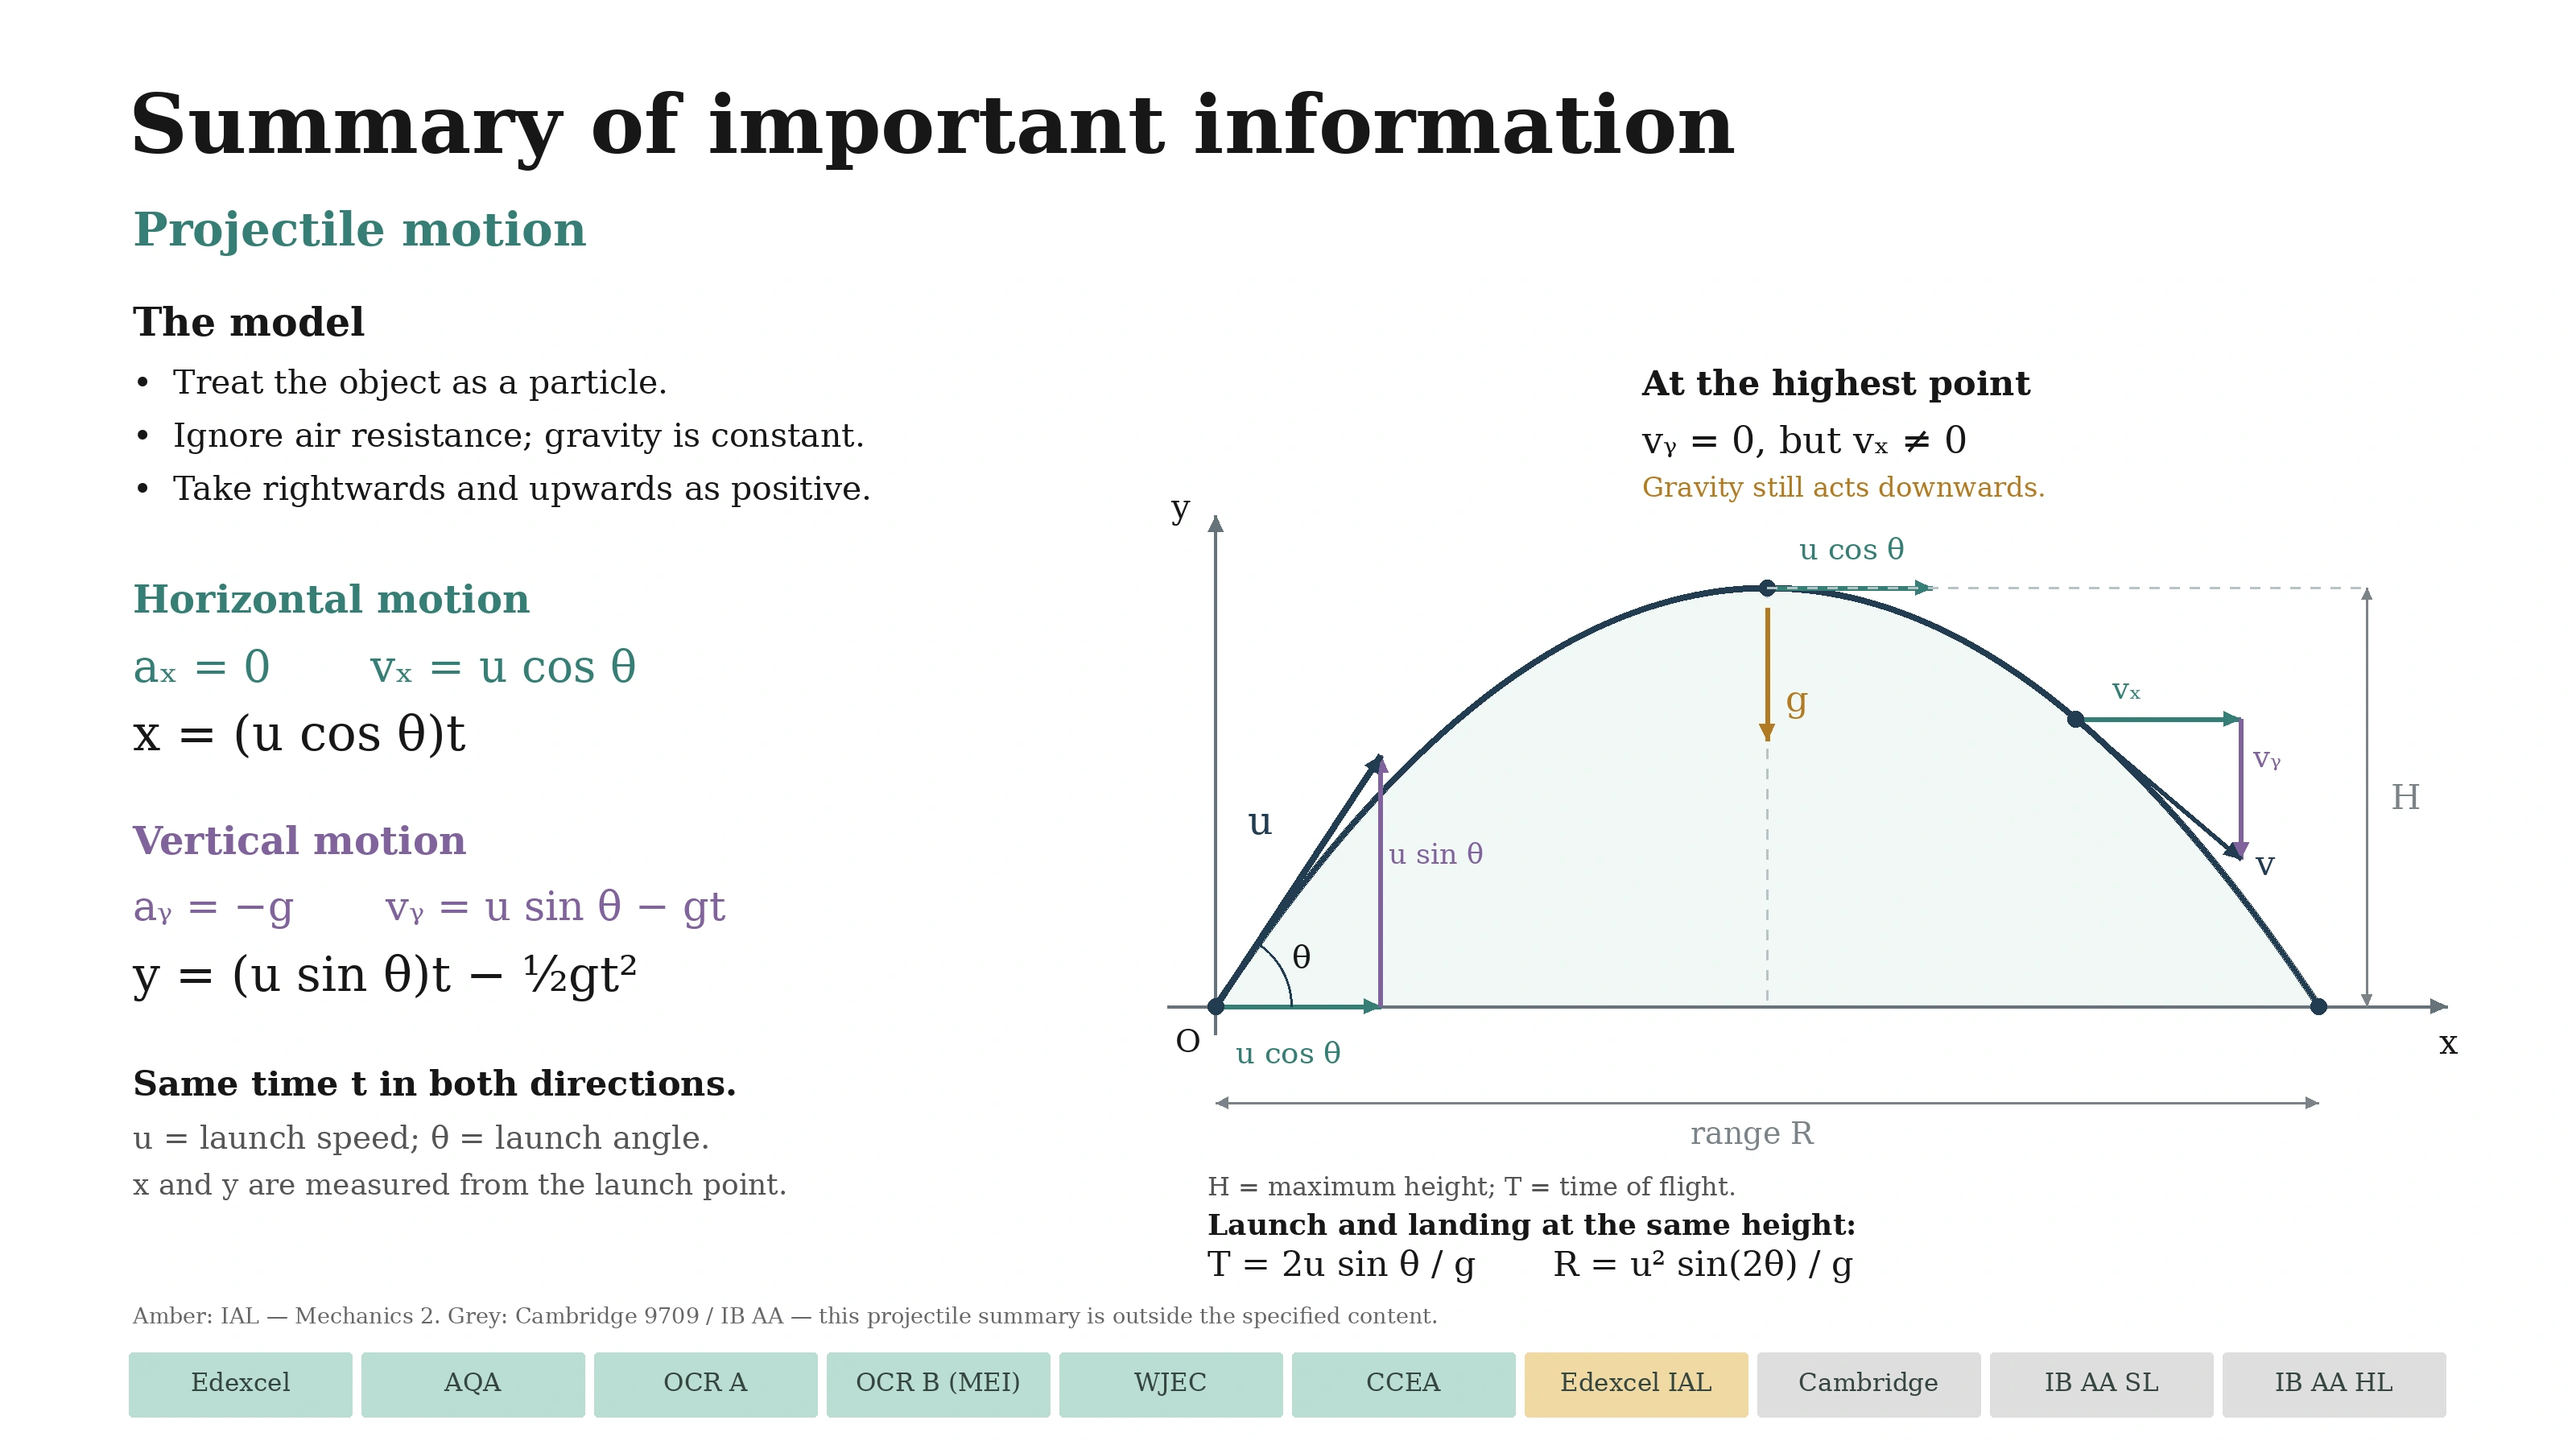 Summary of important information
Projectile motion
The model
• Treat the object as a particle.
• Ignore air resistance; gravity is constant.
• Take rightwards and upwards as positive.
Horizontal motion
aₓ = 0 vₓ = u cos θ
x = (u cos θ)t
Vertical motion
aᵧ = −g vᵧ = u sin θ − gt
y = (u sin θ)t − ½gt²
Same time t in both directions.
u = launch speed; θ = launch angle.
x and y are measured from the launch point.
At the highest point
vᵧ = 0, but vₓ ≠ 0
Gravity still acts downwards.
y
u cos θ
g
vₓ
vᵧ
H
u
u sin θ
v
θ
O
u cos θ
x
range R
H = maximum height; T = time of flight.
Launch and landing at the same height:
T = 2u sin θ / g R = u² sin(2θ) / g
Amber: IAL — Mechanics 2. Grey: Cambridge 9709 / IB AA — this projectile summary is outside the specified content.
Edexcel AQA OCR A OCR B (MEI) WJEC CCEA Edexcel IAL Cambridge IB AA SL IB AA HL